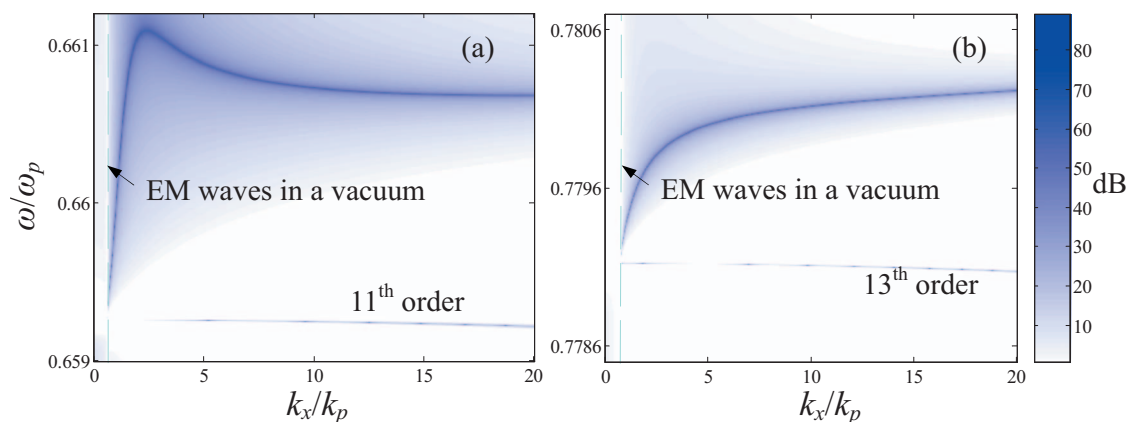 (a)
0.661
0.66
0.659
ω/ωp
EM waves in a vacuum
11th order
0 5 10 15 20
kx/kp
(b)
0.7806
0.7796
0.7786
EM waves in a vacuum
13th order
0 5 10 15 20
kx/kp
80
70
60
50
40
30
20
10
dB